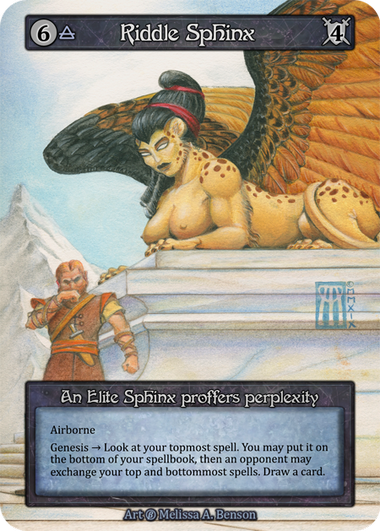 6 Riddle Sphinx 4
MMXIX
An Elite Sphinx proffers perplexity
Airborne
Genesis → Look at your topmost spell. You may put it
on the bottom of your spellbook, then an opponent may
exchange your top and bottommost spells. Draw a card.
Art @ Melissa A. Benson